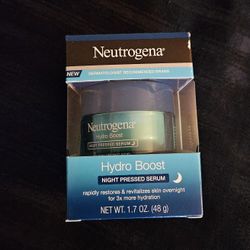 Neutrogena®
NEW
DERMATOLOGIST RECOMMENDED BRAND
Neutrogena®
Hydro Boost
NIGHT PRESSED SERUM
Hydro Boost
NIGHT PRESSED SERUM
rapidly restores & revitalizes skin overnight
for 3x more hydration
NET WT. 1.7 OZ. (48 g)